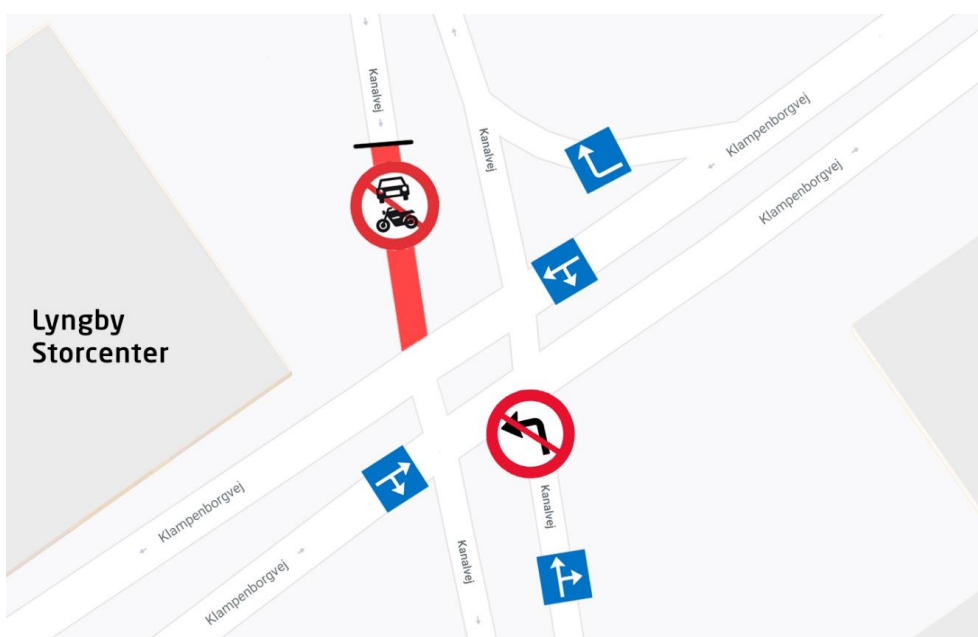 Kanalvej
Kanalvej
Klampenborgvej
Klampenborgvej
Lyngby
Storcenter
Klampenborgvej
Kanalvej
Klampenborgvej
Kanalvej